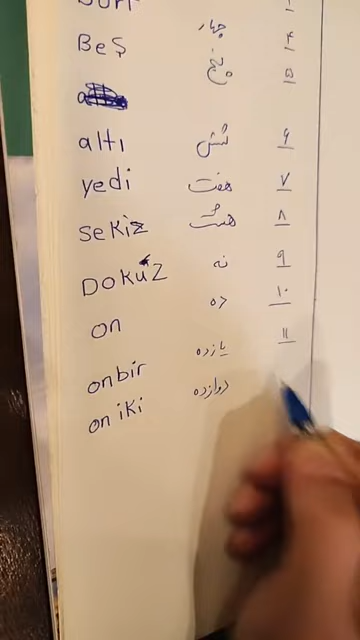 Beş پنج ۵
altı شش ۶
yedi هفت ۷
sekiz هشت ۸
Dokuz نه ۹
on ده ۱۰
onbir یازده ۱۱
on iki دوازده
چهار ۴